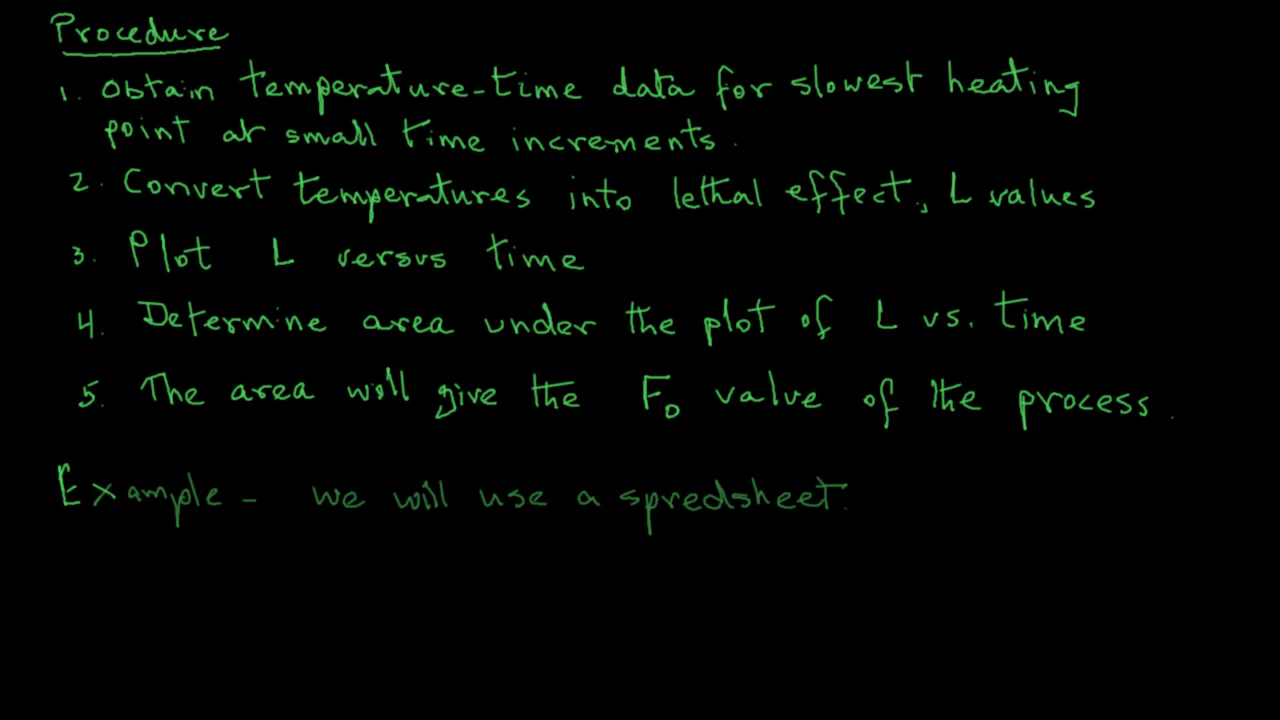 Procedure
1. Obtain temperature-time data for slowest heating
point at small time increments.
2. Convert temperatures into lethal effect, L values
3. Plot L versus time
4. Determine area under the plot of L vs. time
5. The area will give the F₀ value of the process.
Example - we will use a spredsheet.